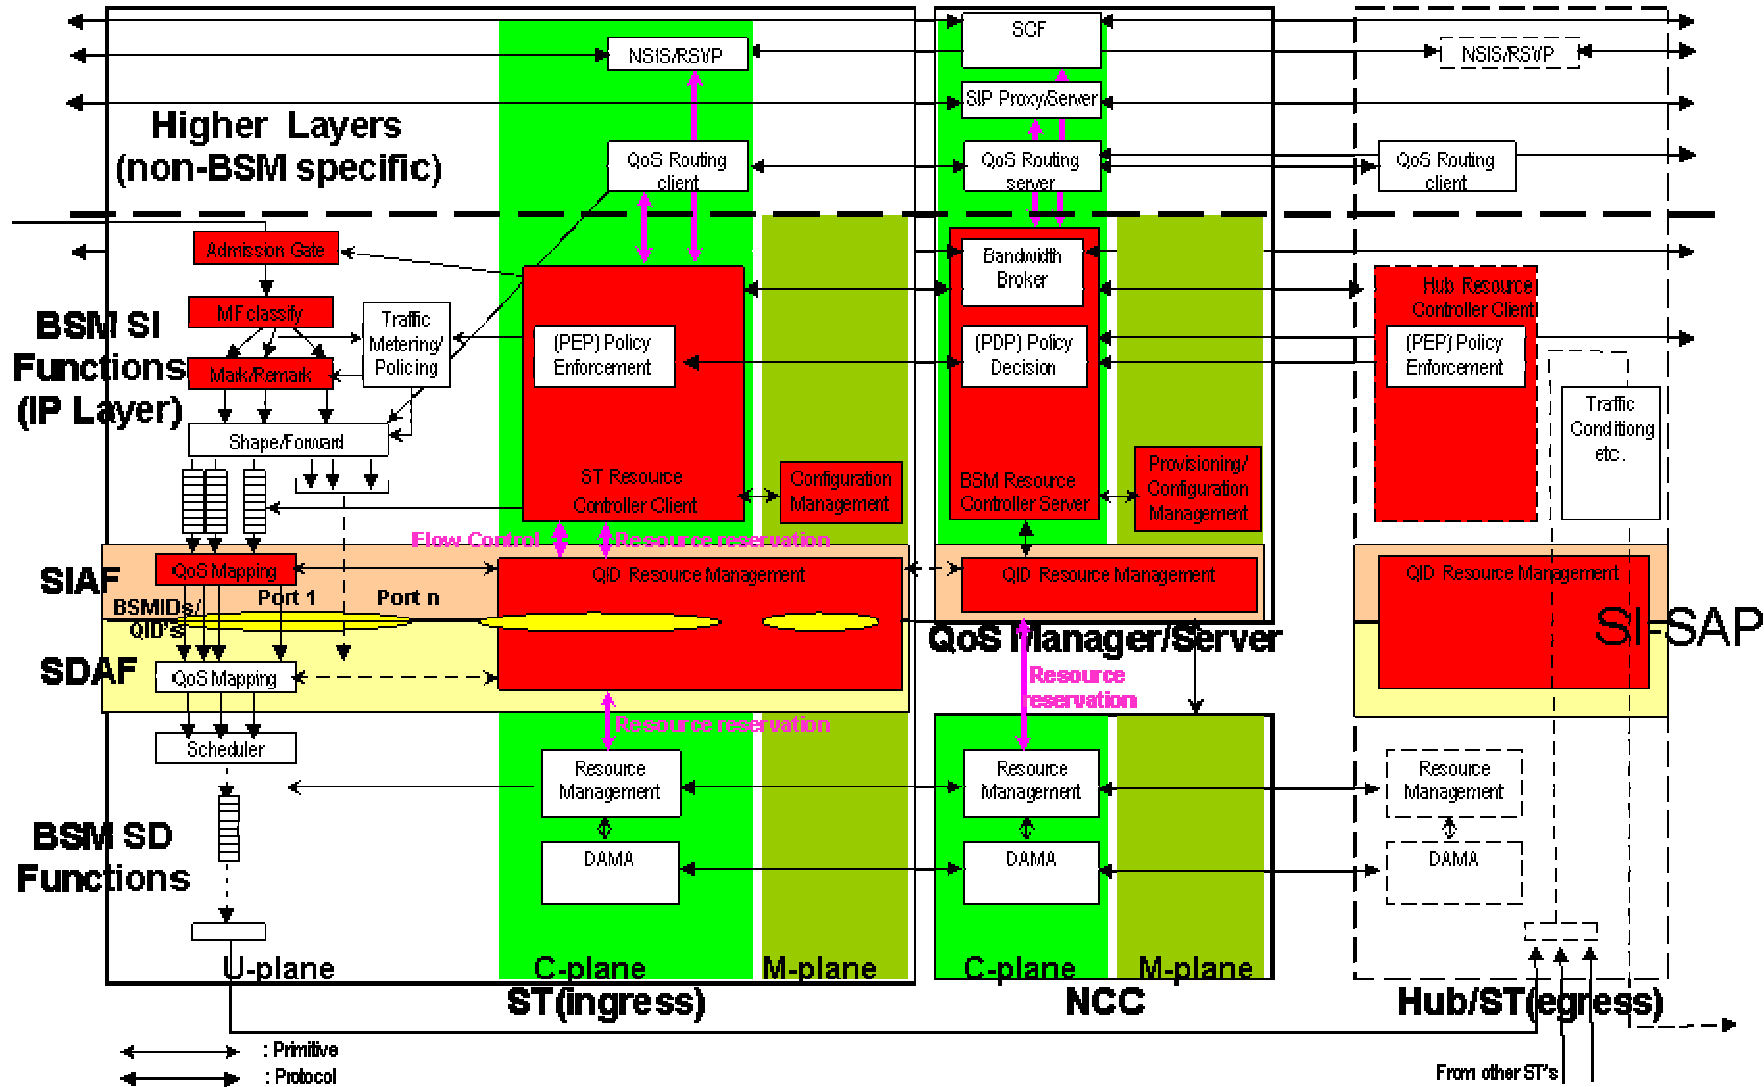 SCF
NSIS/RSVP
NSIS/RSVP
SIP Proxy/Server
Higher Layers
(non-BSM specific)
QoS Routing
client
QoS Routing
server
QoS Routing
client
Admission Gate
Bandwidth
Broker
Hub Resource
Controller Client
MF classify
BSM SI
Functions
(IP Layer)
Traffic
Metering/
Policing
(PEP) Policy
Enforcement
(PDP) Policy
Decision
(PEP) Policy
Enforcement
Mark/Remark
Traffic
Conditiong
etc.
Shape/Forward
ST Resource
Controller Client
Configuration
Management
BSM Resource
Controller Server
Provisioning/
Configuration
Management
Flow Control
Resource reservation
SIAF
QoS Mapping
QID Resource Management
QID Resource Management
QID Resource Management
BSMIDs/
QID's
Port 1
Port n
SI-SAP
QoS Manager/Server
SDAF
QoS Mapping
Resource
reservation
Resource reservation
Scheduler
Resource
Management
Resource
Management
Resource
Management
BSM SD
Functions
DAMA
DAMA
DAMA
U-plane
C-plane
M-plane
C-plane
M-plane
ST(ingress)
NCC
Hub/ST(egress)
: Primitive
: Protocol
From other ST's